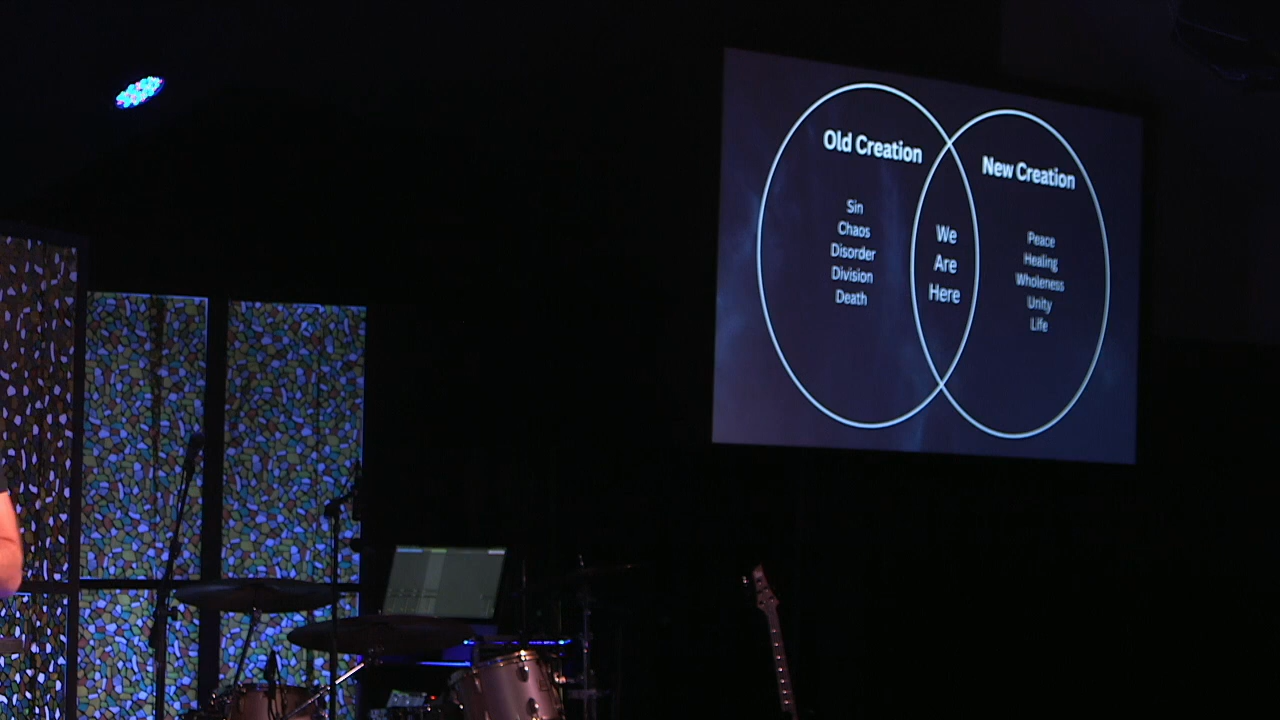 Old Creation
Sin
Chaos
Disorder
Division
Death
We
Are
Here
New Creation
Peace
Healing
Wholeness
Unity
Life